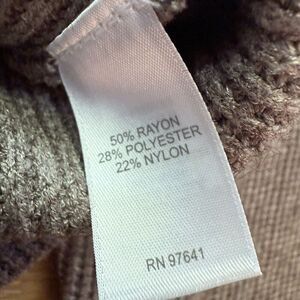 50% RAYON
28% POLYESTER
22% NYLON
RN 97641